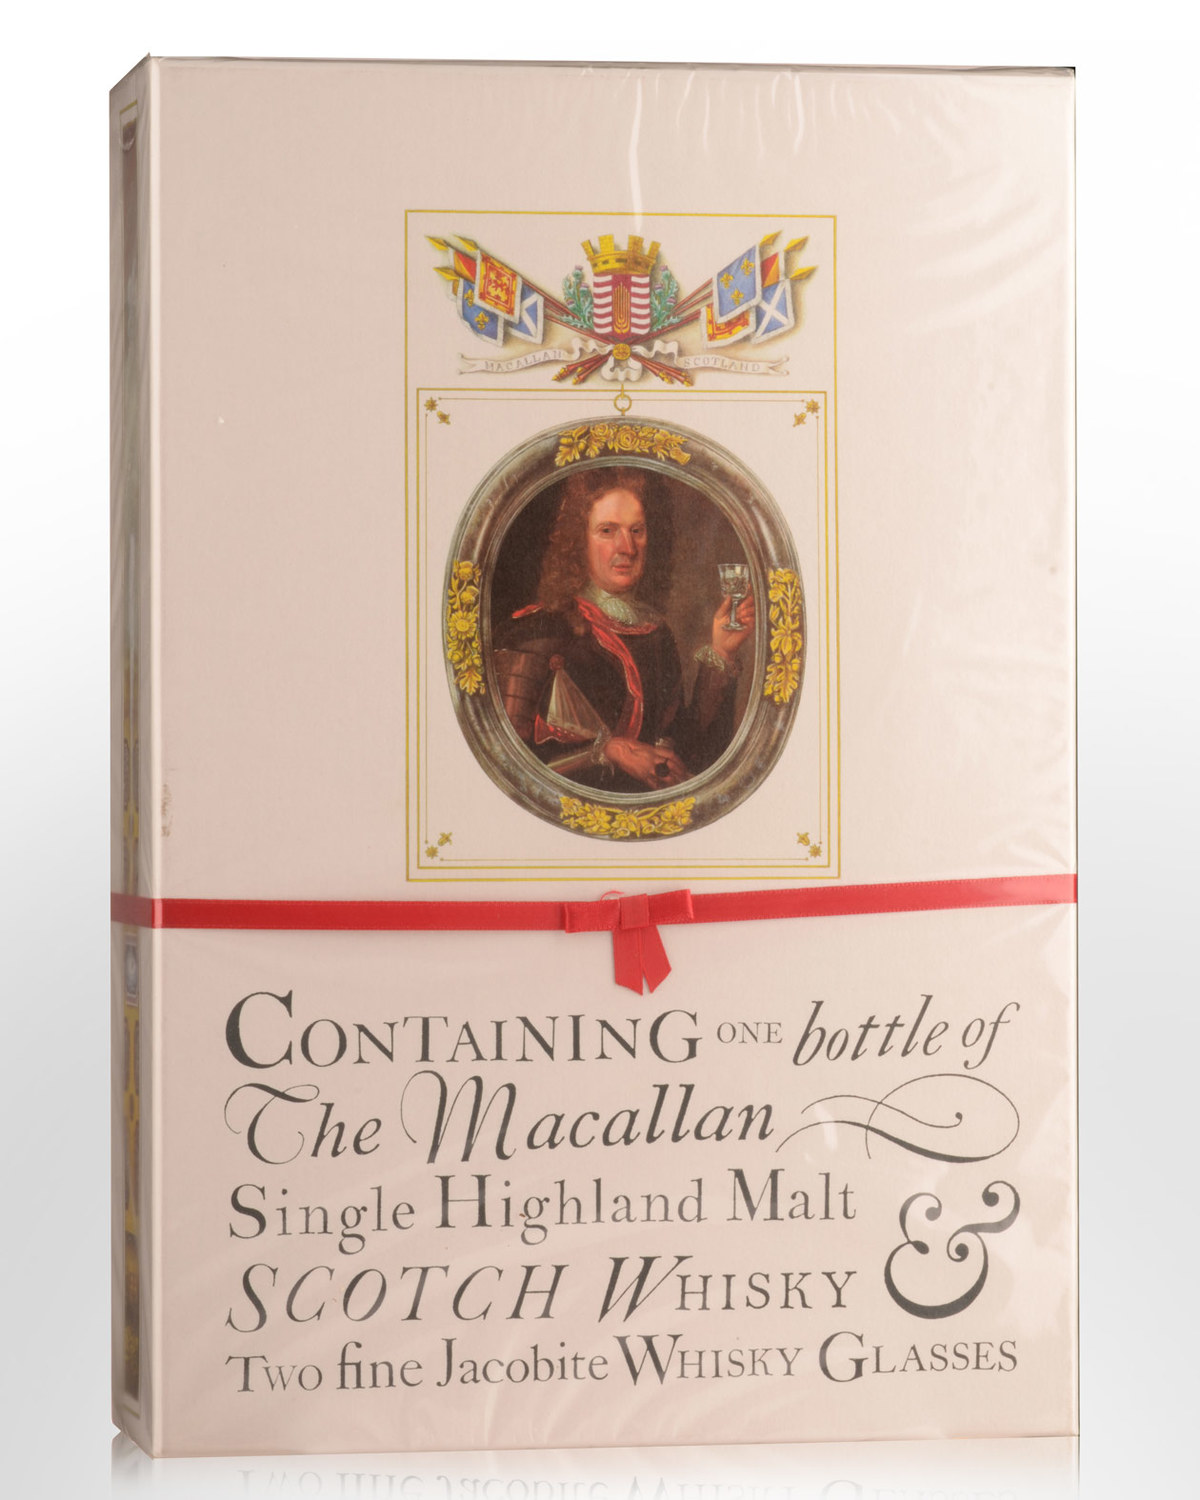 MACALLAN SCOTLAND
CONTAINING ONE bottle of
The Macallan
Single Highland Malt
SCOTCH WHISKY &
Two fine Jacobite WHISKY GLASSES